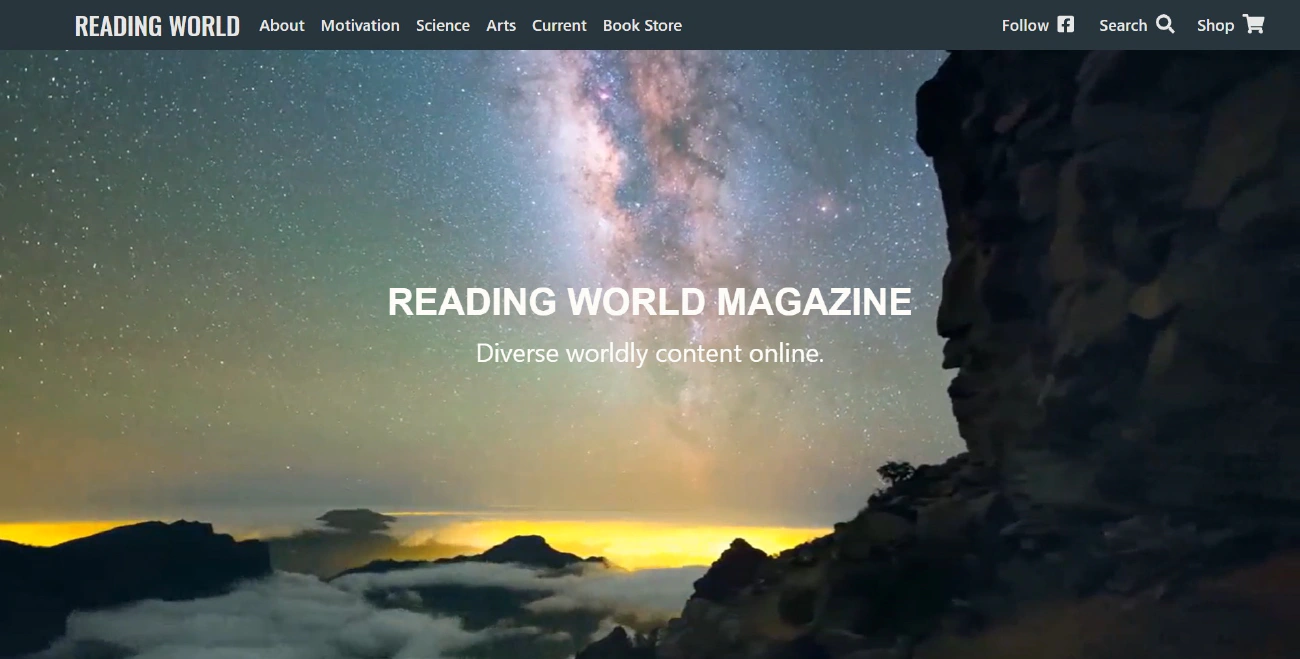 READING WORLD About Motivation Science Arts Current Book Store Follow Search Shop
READING WORLD MAGAZINE
Diverse worldly content online.